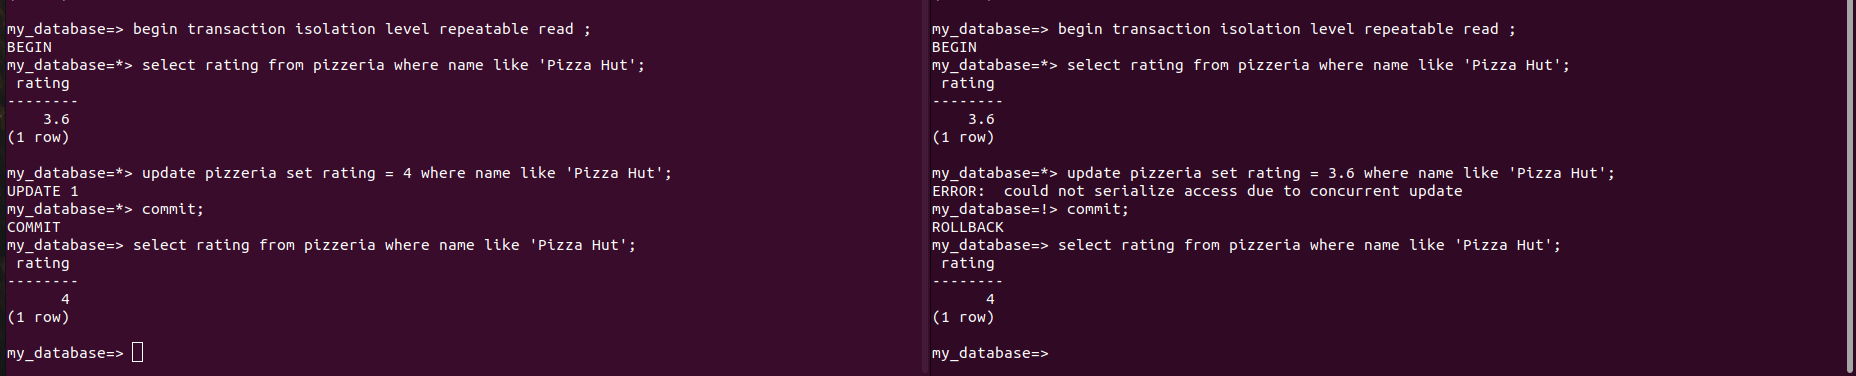 my_database=> begin transaction isolation level repeatable read ;
BEGIN
my_database=*> select rating from pizzeria where name like 'Pizza Hut';
 rating
--------
    3.6
(1 row)

my_database=*> update pizzeria set rating = 4 where name like 'Pizza Hut';
UPDATE 1
my_database=*> commit;
COMMIT
my_database=> select rating from pizzeria where name like 'Pizza Hut';
 rating
--------
      4
(1 row)

my_database=>
my_database=> begin transaction isolation level repeatable read ;
BEGIN
my_database=*> select rating from pizzeria where name like 'Pizza Hut';
 rating
--------
    3.6
(1 row)

my_database=*> update pizzeria set rating = 3.6 where name like 'Pizza Hut';
ERROR:  could not serialize access due to concurrent update
my_database=!> commit;
ROLLBACK
my_database=> select rating from pizzeria where name like 'Pizza Hut';
 rating
--------
      4
(1 row)

my_database=>